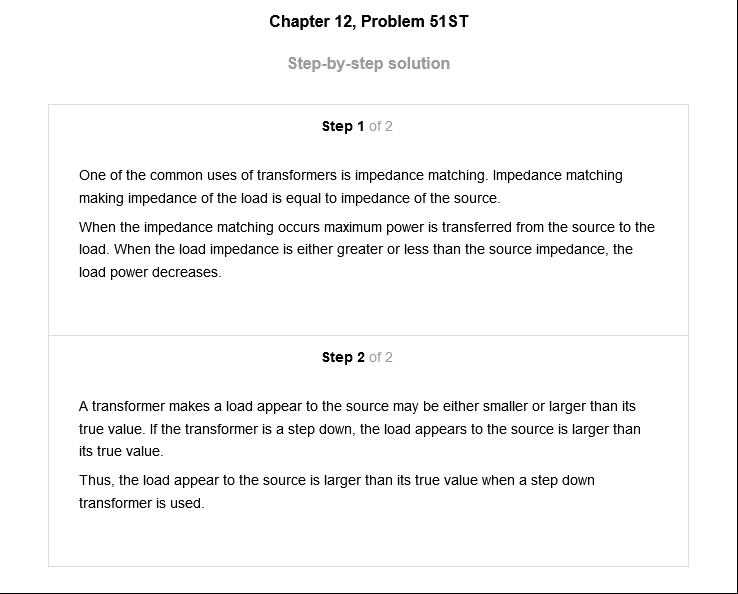 Chapter 12, Problem 51ST
Step-by-step solution
Step 1 of 2
One of the common uses of transformers is impedance matching. Impedance matching
making impedance of the load is equal to impedance of the source.
When the impedance matching occurs maximum power is transferred from the source to the
load. When the load impedance is either greater or less than the source impedance, the
load power decreases.
Step 2 of 2
A transformer makes a load appear to the source may be either smaller or larger than its
true value. If the transformer is a step down, the load appears to the source is larger than
its true value.
Thus, the load appear to the source is larger than its true value when a step down
transformer is used.